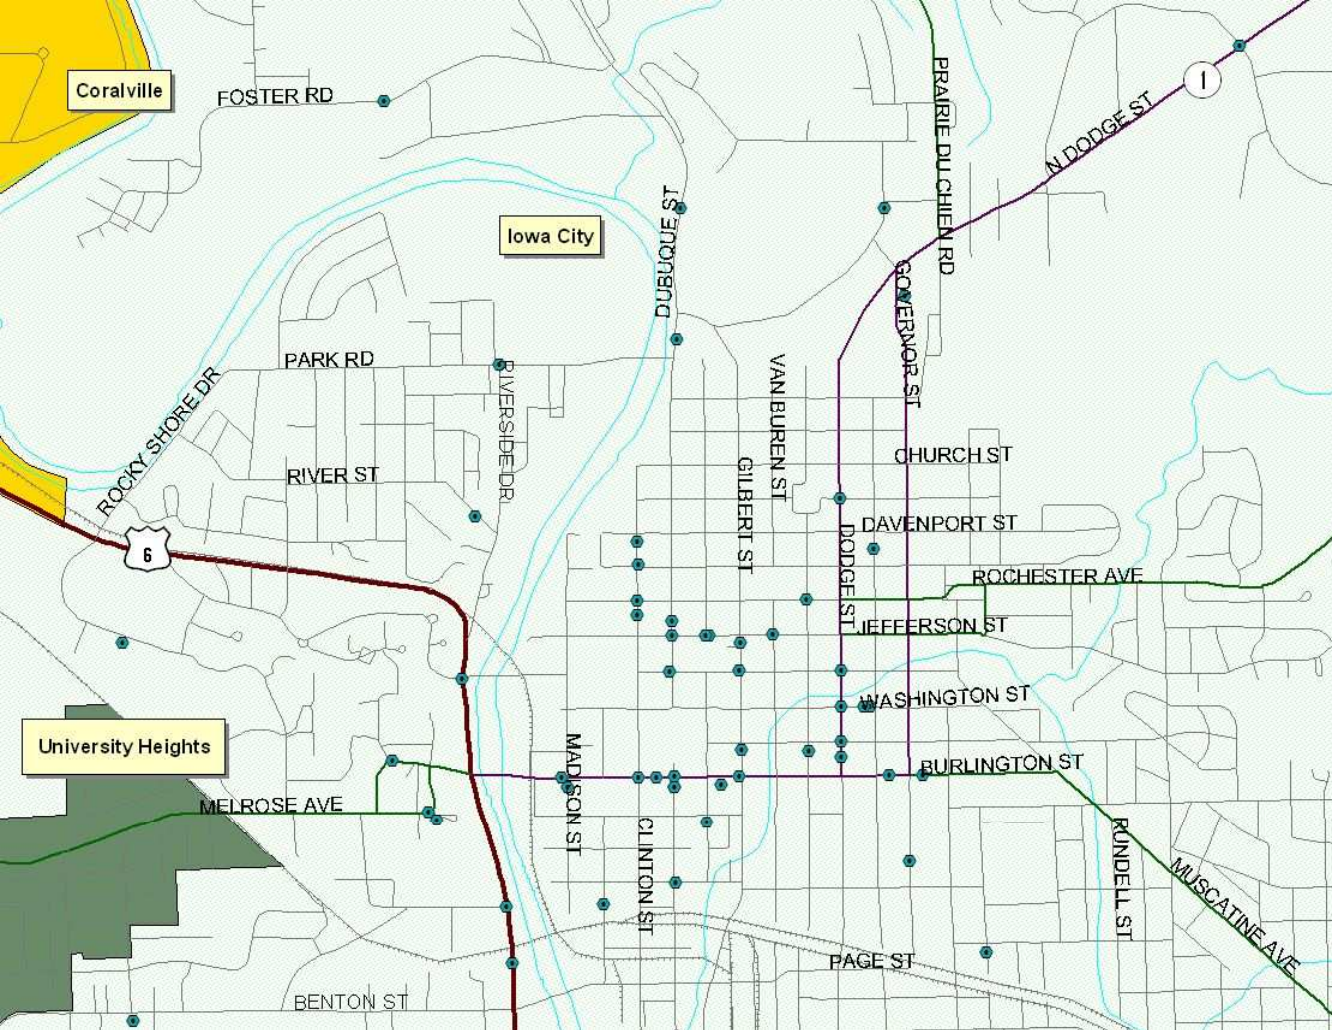 Coralville
FOSTER RD
PRAIRIE DU CHIEN RD
N DODGE ST
1
DUBUQUE ST
Iowa City
GOVERNOR ST
PARK RD
RIVERSIDE DR
VAN BUREN ST
ROCKY SHORE DR
RIVER ST
GILBERT ST
CHURCH ST
DAVENPORT ST
DODGE ST
6
ROCHESTER AVE
JEFFERSON ST
WASHINGTON ST
University Heights
MADISON ST
BURLINGTON ST
MELROSE AVE
CLINTON ST
RUNDELL ST
MUSCATINE AVE
PAGE ST
BENTON ST